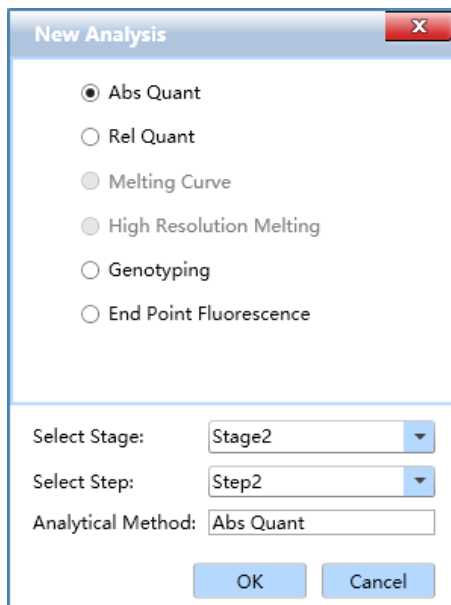 New Analysis
Abs Quant
Rel Quant
Melting Curve
High Resolution Melting
Genotyping
End Point Fluorescence
Select Stage: Stage2
Select Step: Step2
Analytical Method: Abs Quant
OK Cancel